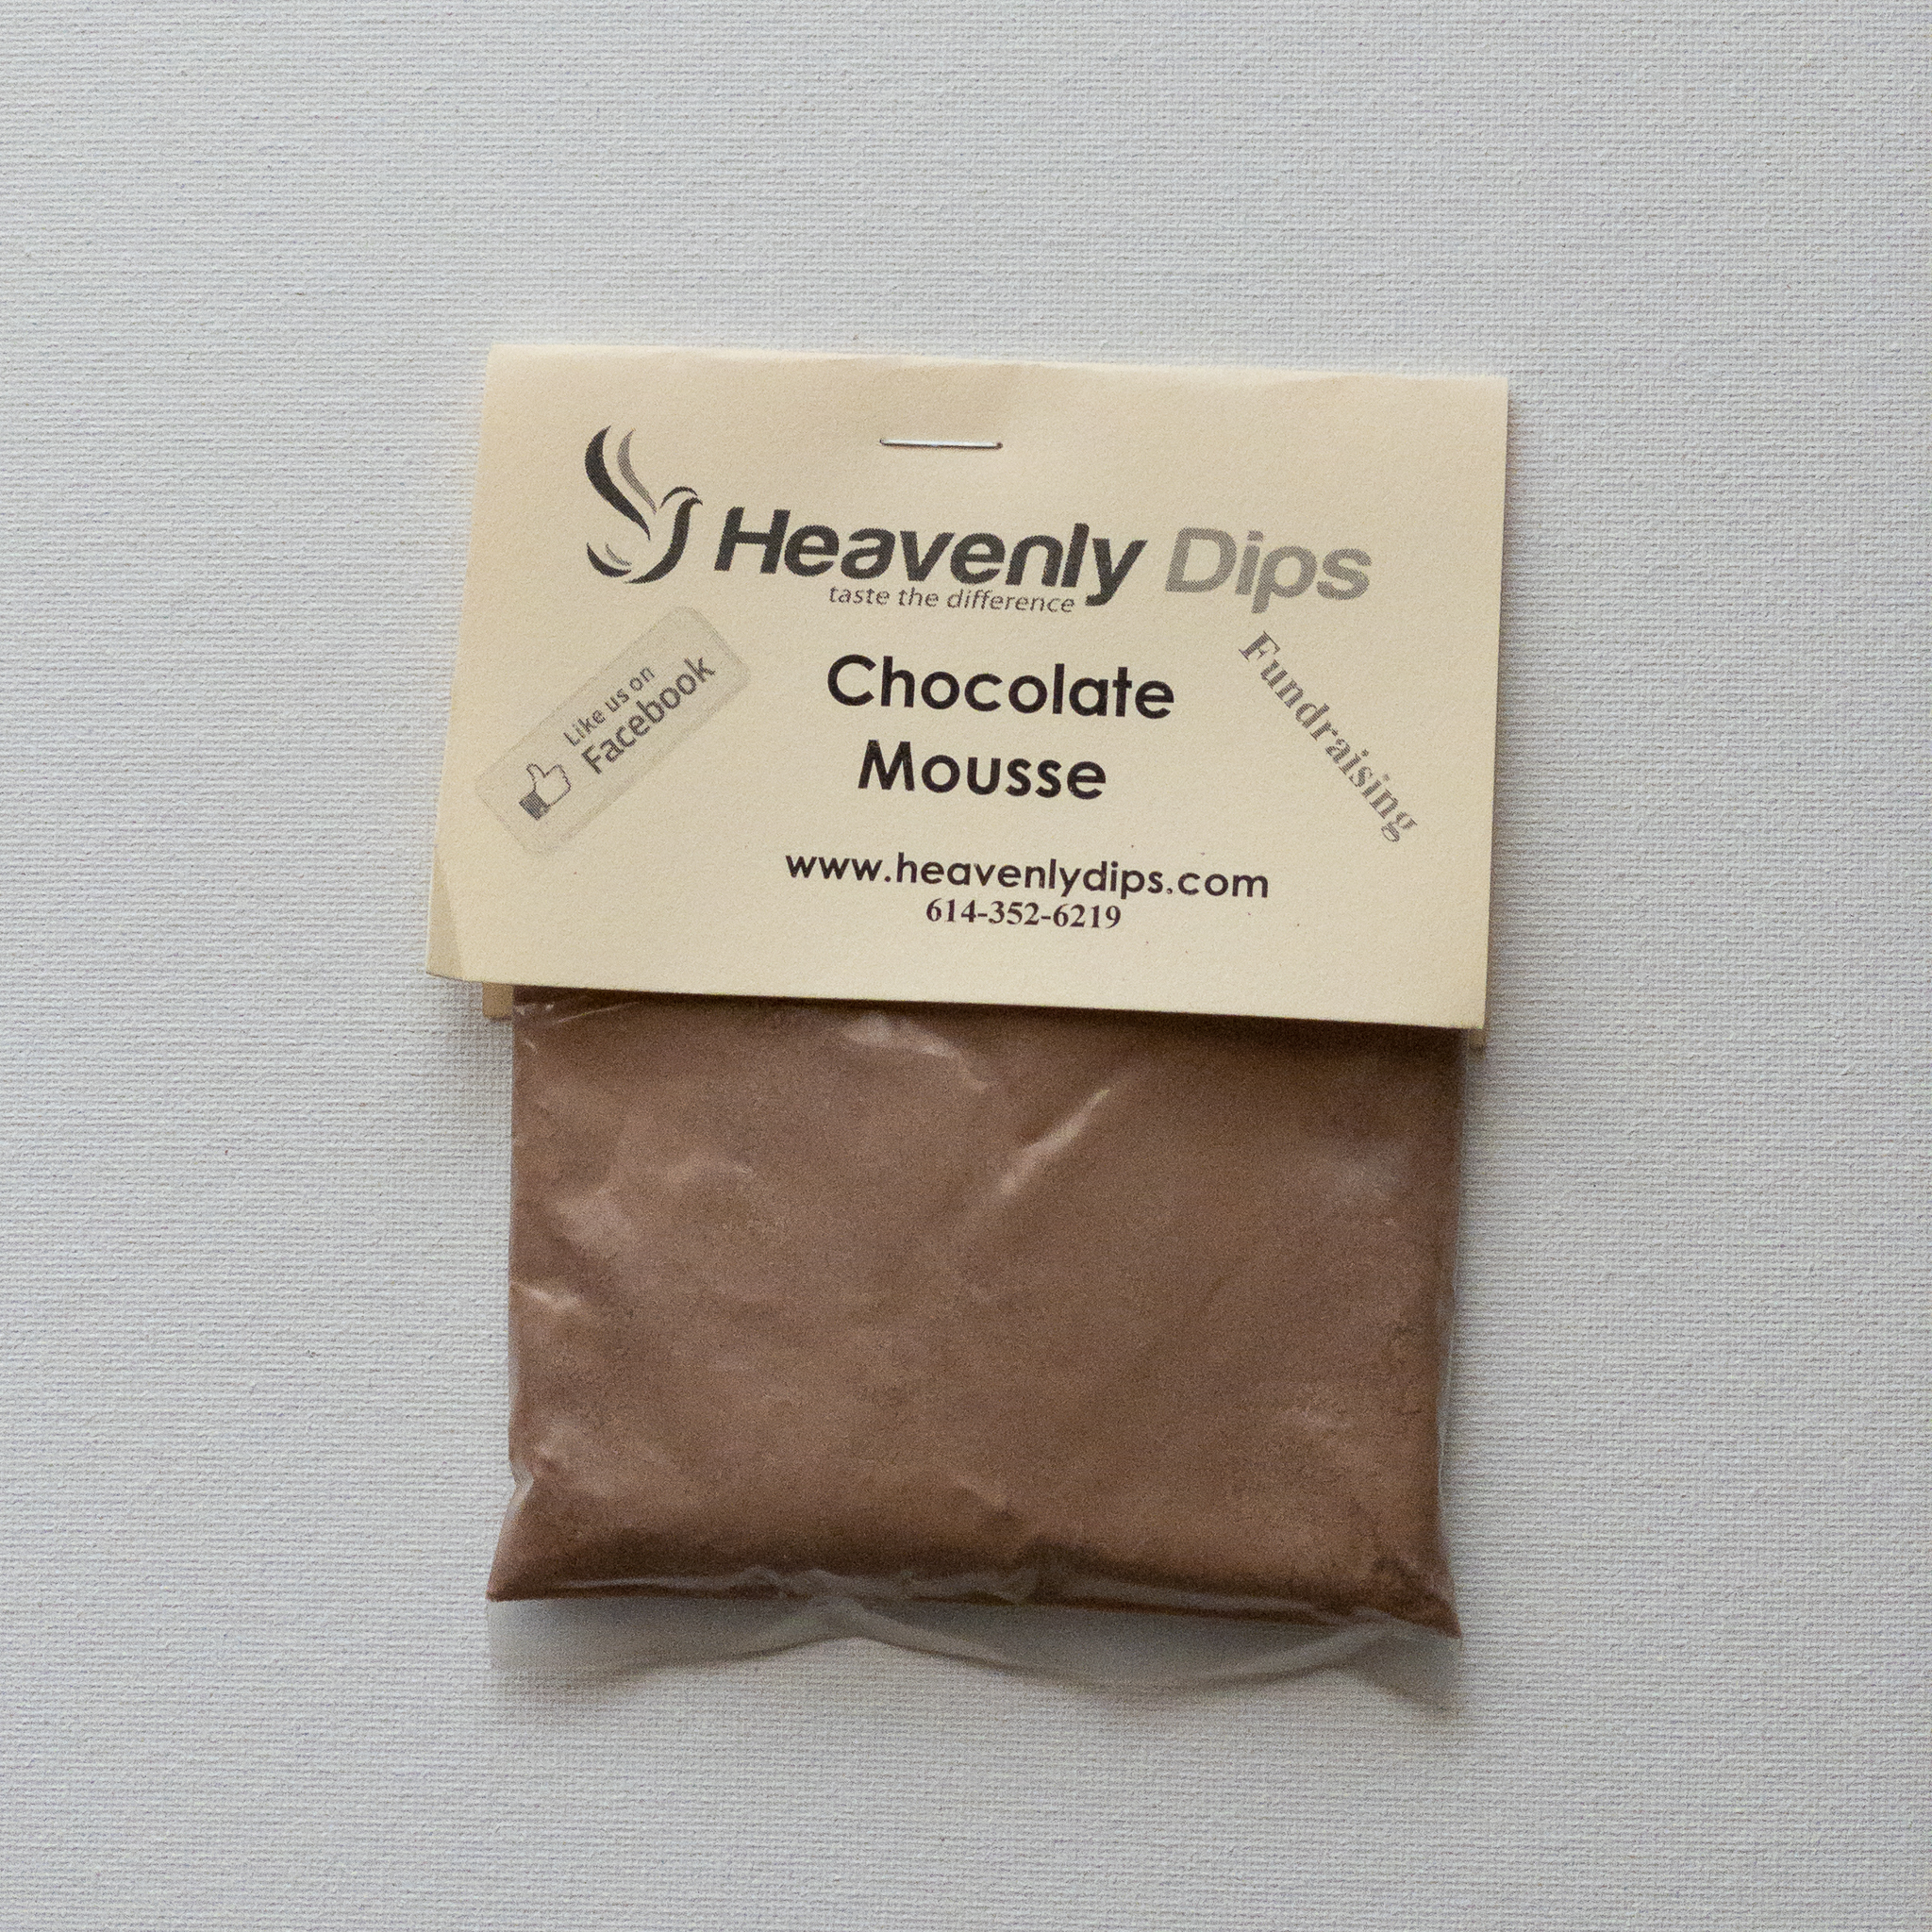 Heavenly Dips
taste the difference
Like us on
Facebook
Chocolate
Mousse
Fundraising
www.heavenlydips.com
614-352-6219